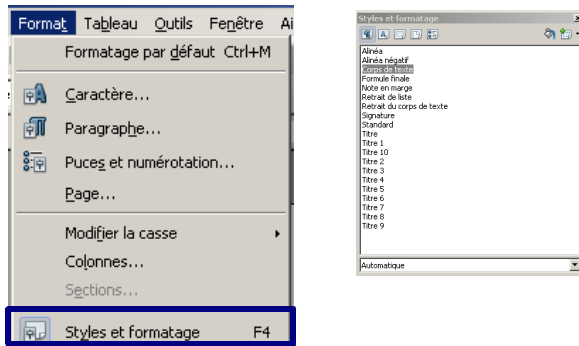 Format Tableau Outils Fenêtre Ai
Formatage par défaut Ctrl+M
Caractère...
Paragraphe...
Puces et numérotation...
Page...
Modifier la casse
Colonnes...
Sections...
Styles et formatage F4
Styles et formatage
Alinéa
Alinéa négatif
Corps de texte
Formule finale
Note en marge
Retrait de liste
Retrait du corps de texte
Signature
Standard
Titre
Titre 1
Titre 10
Titre 2
Titre 3
Titre 4
Titre 5
Titre 6
Titre 7
Titre 8
Titre 9
Automatique